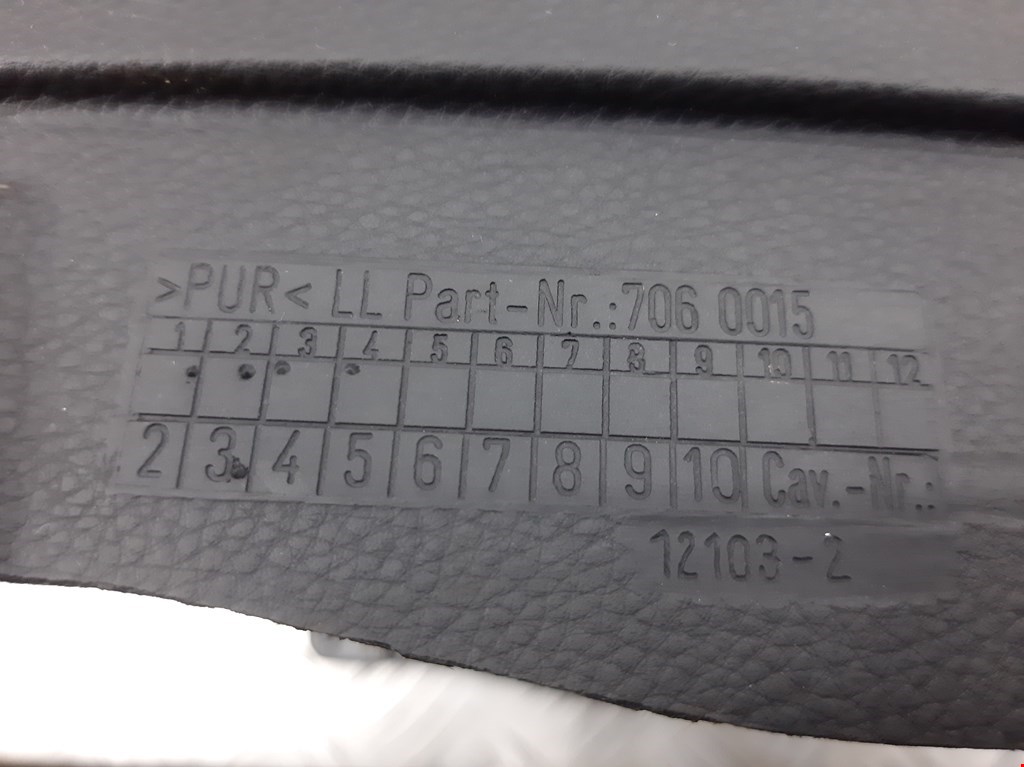 >PUR< LL Part-Nr.:706 0015
1 2 3 4 5 6 7 8 9 10 11 12
2 3 4 5 6 7 8 9 10 Cav.-Nr.:
12103-2